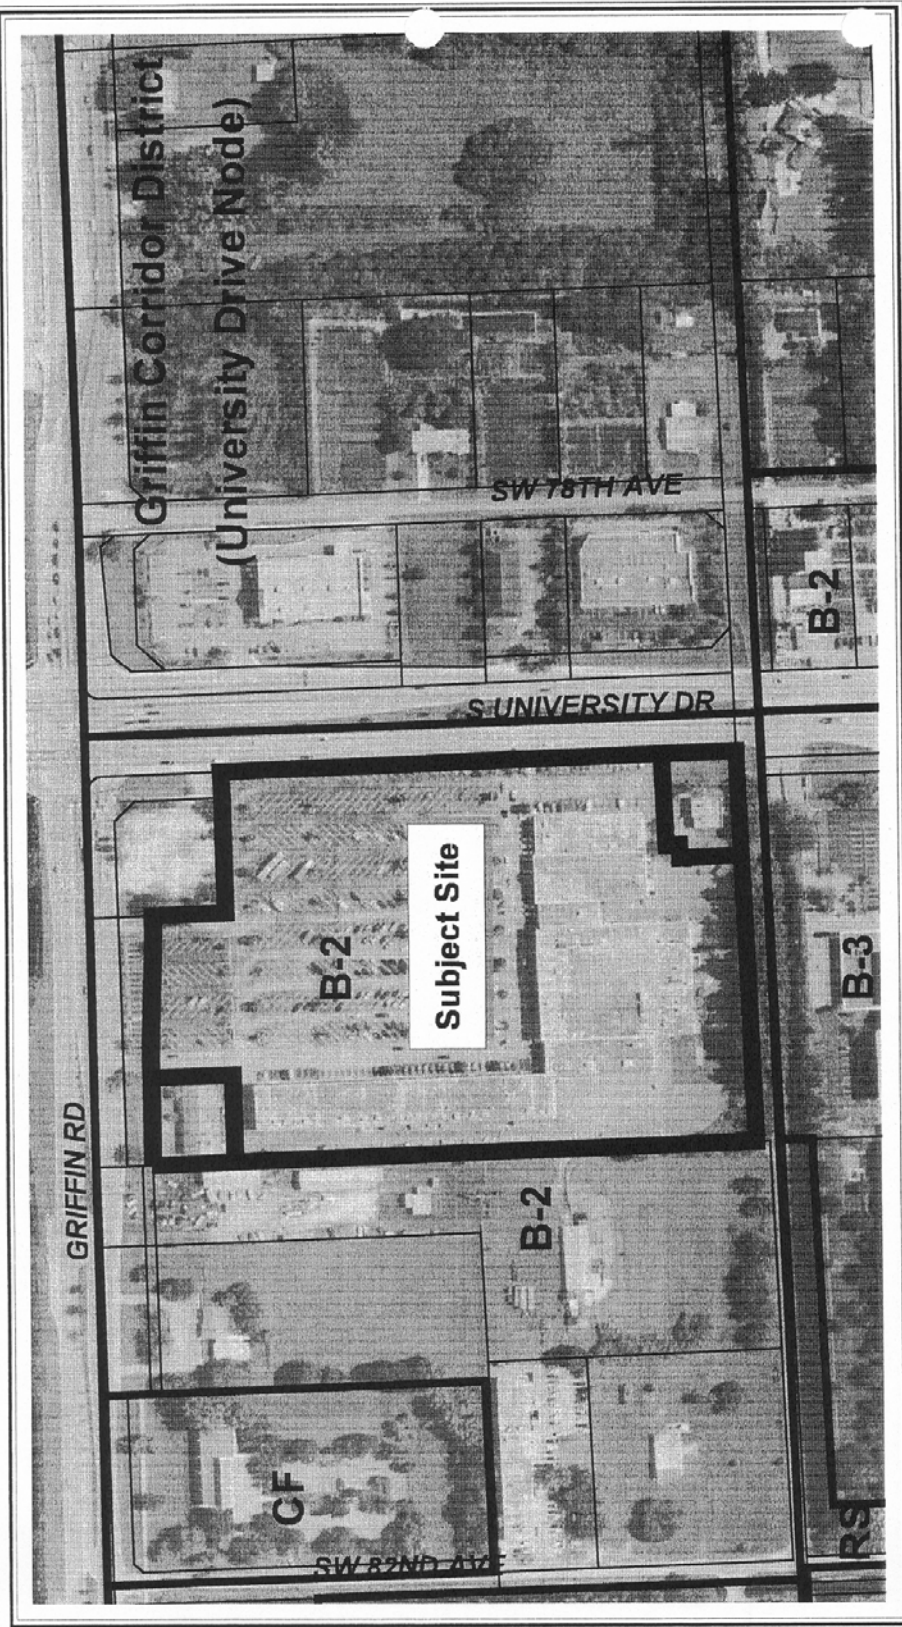 Griffin Corridor District
(University Drive Node)
SW 78TH AVE
B-2
S UNIVERSITY DR
Subject Site
B-2
B-3
GRIFFIN RD
B-2
CF
SW 82ND AVE
RS